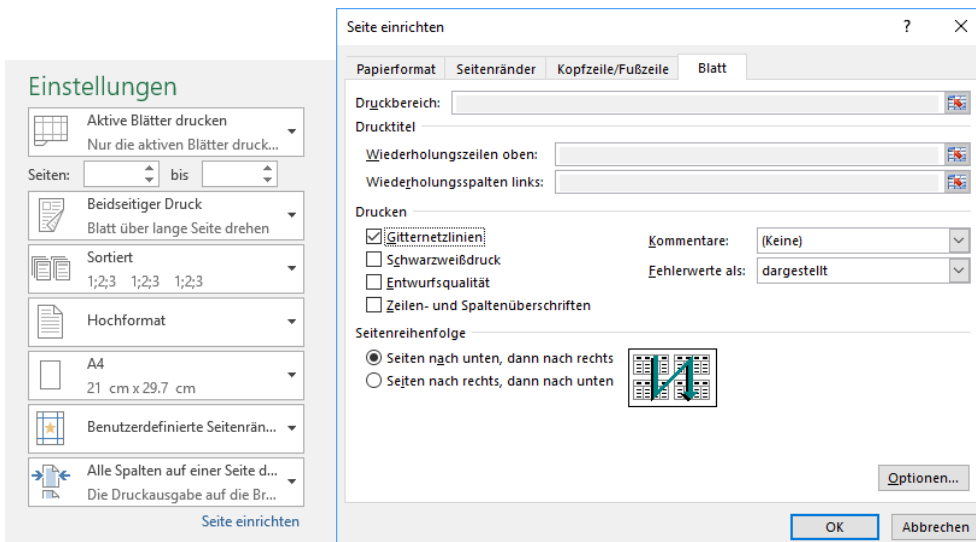 Einstellungen
Aktive Blätter drucken
Nur die aktiven Blätter druck...
Seiten: bis
Beidseitiger Druck
Blatt über lange Seite drehen
Sortiert
1;2;3 1;2;3 1;2;3
Hochformat
A4
21 cm x 29.7 cm
Benutzerdefinierte Seitenrän...
Alle Spalten auf einer Seite d...
Die Druckausgabe auf die Br...
Seite einrichten
Seite einrichten ?
Papierformat Seitenränder Kopfzeile/Fußzeile Blatt
Druckbereich:
Drucktitel
Wiederholungszeilen oben:
Wiederholungsspalten links:
Drucken
Gitternetzlinien
Schwarzweißdruck
Entwurfsqualität
Zeilen- und Spaltenüberschriften
Kommentare: (Keine)
Fehlerwerte als: dargestellt
Seitenreihenfolge
Seiten nach unten, dann nach rechts
Seiten nach rechts, dann nach unten
Optionen...
OK Abbrechen